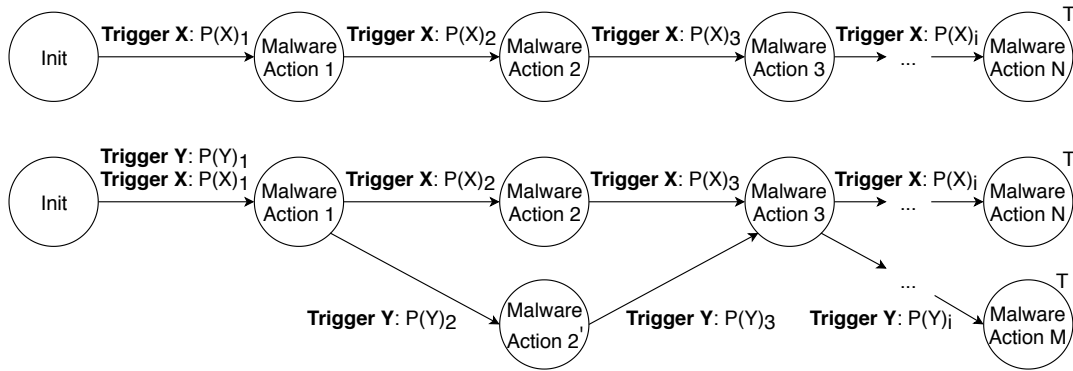 T
Trigger X: P(X)1 Trigger X: P(X)2 Trigger X: P(X)3 Trigger X: P(X)i
Init
Malware
Action 1
Malware
Action 2
Malware
Action 3
...
Malware
Action N
T
Trigger Y: P(Y)1
Trigger X: P(X)1 Trigger X: P(X)2 Trigger X: P(X)3 Trigger X: P(X)i
Init
Malware
Action 1
Malware
Action 2
Malware
Action 3
...
Malware
Action N
T
...
Trigger Y: P(Y)2
Malware
Action 2'
Trigger Y: P(Y)3
Trigger Y: P(Y)i
Malware
Action M